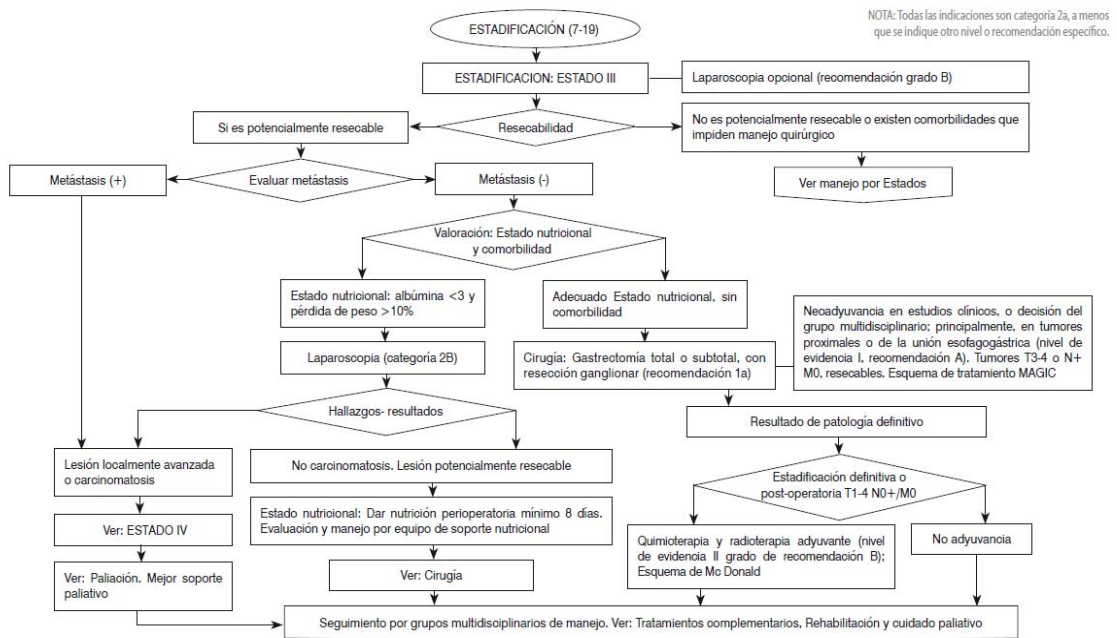 NOTA: Todas las indicaciones son categoría 2a, a menos
que se indique otro nivel o recomendación específico.
ESTADIFICACIÓN (7-19)
ESTADIFICACION: ESTADO III
Laparoscopia opcional (recomendación grado B)
Si es potencialmente resecable
Resecabilidad
No es potencialmente resecable o existen comorbilidades que
impiden manejo quirúrgico
Metástasis (+)
Evaluar metástasis
Metástasis (-)
Ver manejo por Estados
Valoración: Estado nutricional
y comorbilidad
Estado nutricional: albúmina <3 y
pérdida de peso >10%
Adecuado Estado nutricional, sin
comorbilidad
Neoadyuvancia en estudios clínicos, o decisión del
grupo multidisciplinario; principalmente, en tumores
proximales o de la unión esofagogástrica (nivel de
evidencia I, recomendación A). Tumores T3-4 o N+
M0, resecables. Esquema de tratamiento MAGIC
Laparoscopia (categoría 2B)
Cirugía: Gastrectomía total o subtotal, con
resección ganglionar (recomendación 1a)
Hallazgos- resultados
Resultado de patología definitivo
Lesión localmente avanzada
o carcinomatosis
No carcinomatosis. Lesión potencialmente resecable
Estadificación definitiva o
post-operatoria T1-4 N0+/M0
Ver: ESTADO IV
Estado nutricional: Dar nutrición perioperatoria mínimo 8 días.
Evaluación y manejo por equipo de soporte nutricional
Quimioterapia y radioterapia adyuvante (nivel
de evidencia II grado de recomendación B);
Esquema de Mc Donald
No adyuvancia
Ver: Paliación. Mejor soporte
paliativo
Ver: Cirugía
Seguimiento por grupos multidisciplinarios de manejo. Ver: Tratamientos complementarios, Rehabilitación y cuidado paliativo